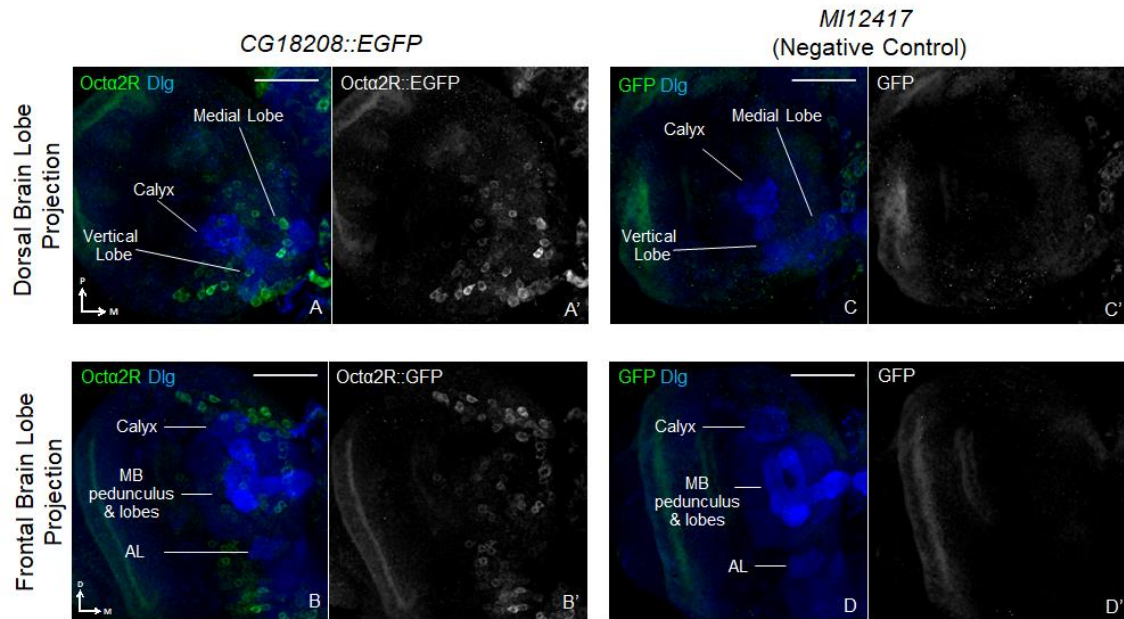 CG18208::EGFP
MI12417
(Negative Control)
Dorsal Brain Lobe
Projection
Octα2R Dlg
Medial Lobe
Calyx
Vertical
Lobe
P
M
A
Octα2R::EGFP
A'
GFP Dlg
Medial Lobe
Calyx
Vertical
Lobe
C
GFP
C'
Frontal Brain Lobe
Projection
Octα2R Dlg
Calyx
MB
pedunculus
& lobes
AL
D
M
B
Octα2R::GFP
B'
GFP Dlg
Calyx
MB
pedunculus
& lobes
AL
D
GFP
D'